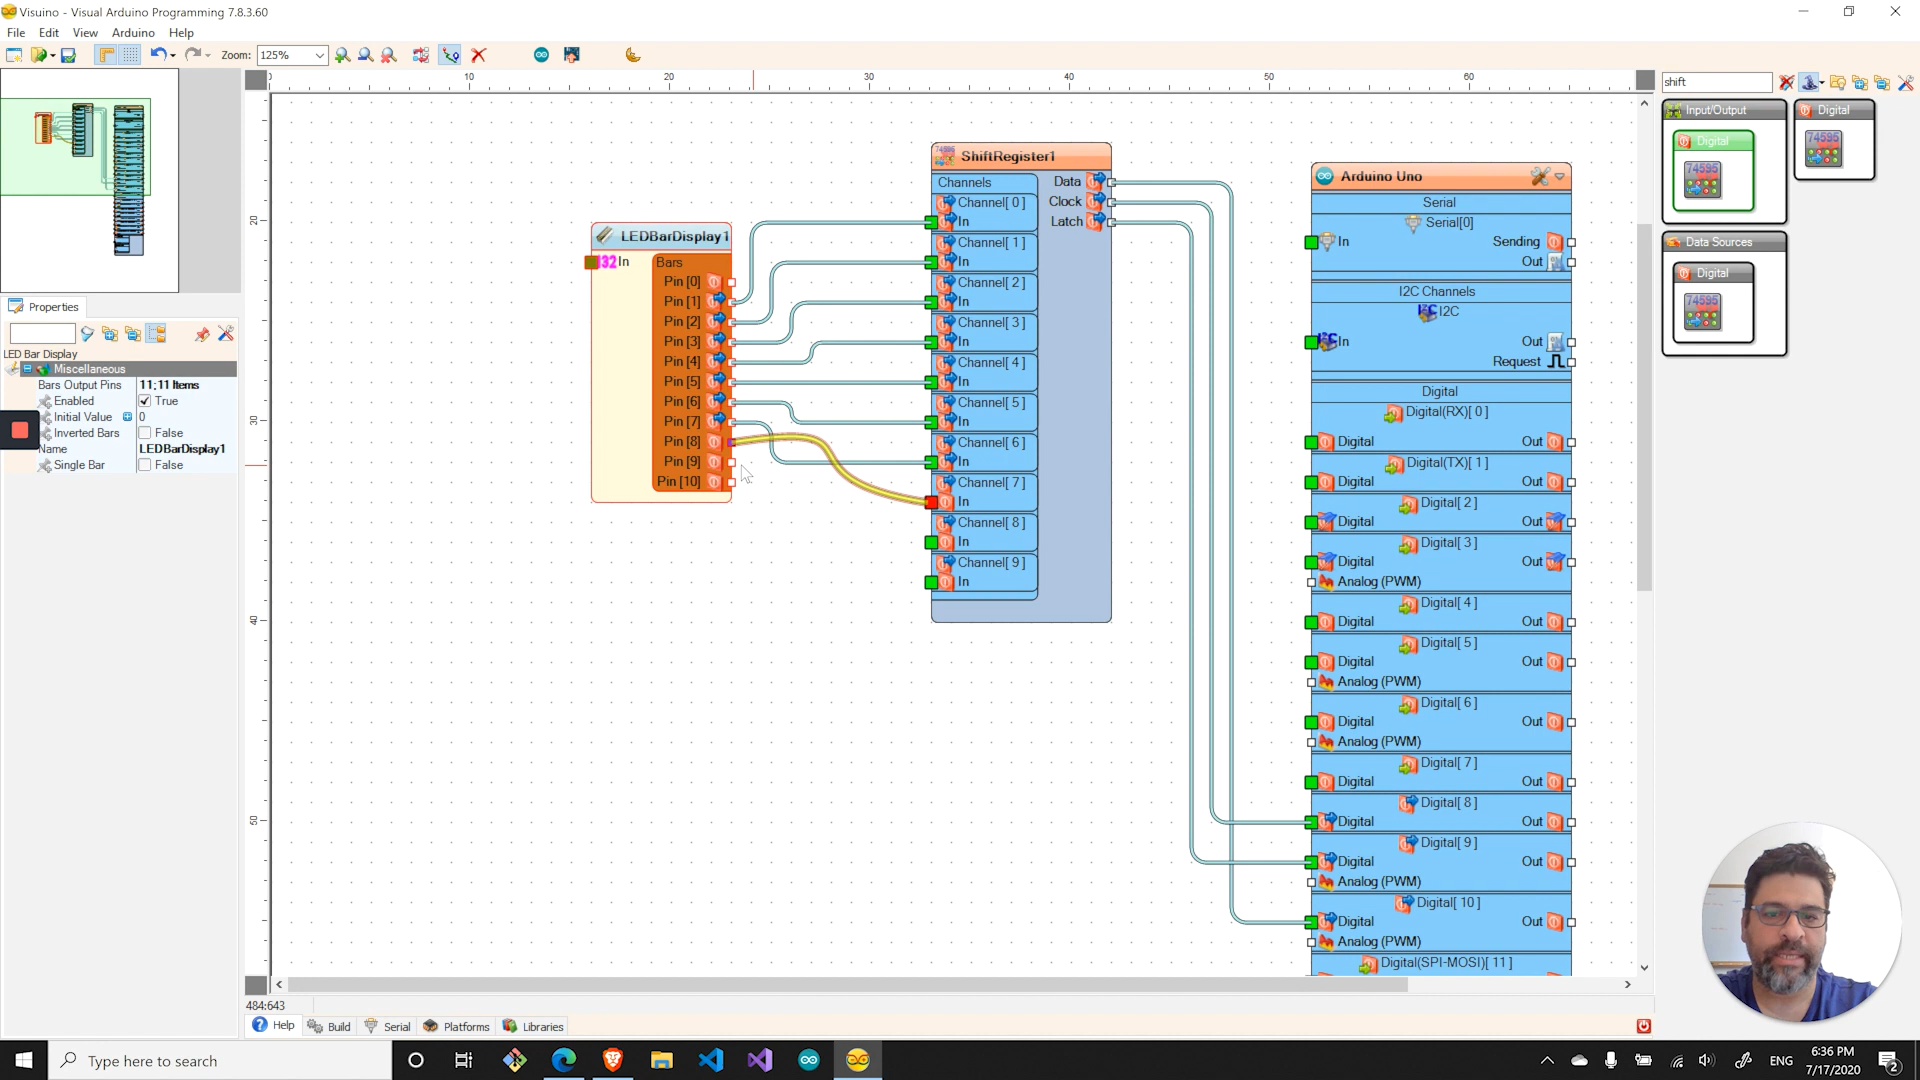 Visuino - Visual Arduino Programming 7.8.3.60
File Edit View Arduino Help
Zoom: 125%
10 20 30 40 50 60
20
30
40
50
Properties
LED Bar Display
Miscellaneous
Bars Output Pins 11;11 Items
Enabled True
Initial Value 0
Inverted Bars False
Name LEDBarDisplay1
Single Bar False
LEDBarDisplay1
I32 In
Bars
Pin [0]
Pin [1]
Pin [2]
Pin [3]
Pin [4]
Pin [5]
Pin [6]
Pin [7]
Pin [8]
Pin [9]
Pin [10]
74595 ShiftRegister1
Channels
Data
Clock
Latch
Channel[ 0 ]
In
Channel[ 1 ]
In
Channel[ 2 ]
In
Channel[ 3 ]
In
Channel[ 4 ]
In
Channel[ 5 ]
In
Channel[ 6 ]
In
Channel[ 7 ]
In
Channel[ 8 ]
In
Channel[ 9 ]
In
Arduino Uno
Serial
Serial[0]
In Sending
Out
I2C Channels
I2C
In Out
Request
Digital
Digital(RX)[ 0 ]
Digital Out
Digital(TX)[ 1 ]
Digital Out
Digital[ 2 ]
Digital Out
Digital[ 3 ]
Digital Out
Analog (PWM)
Digital[ 4 ]
Digital Out
Digital[ 5 ]
Digital Out
Analog (PWM)
Digital[ 6 ]
Digital Out
Analog (PWM)
Digital[ 7 ]
Digital Out
Digital[ 8 ]
Digital Out
Digital[ 9 ]
Digital Out
Analog (PWM)
Digital[ 10 ]
Digital Out
Analog (PWM)
Digital(SPI-MOSI)[ 11 ]
shift
Input/Output
Digital
74595
Digital
74595
Data Sources
Digital
74595
484:643
Help Build Serial Platforms Libraries
Type here to search
ENG
6:36 PM
7/17/2020
2